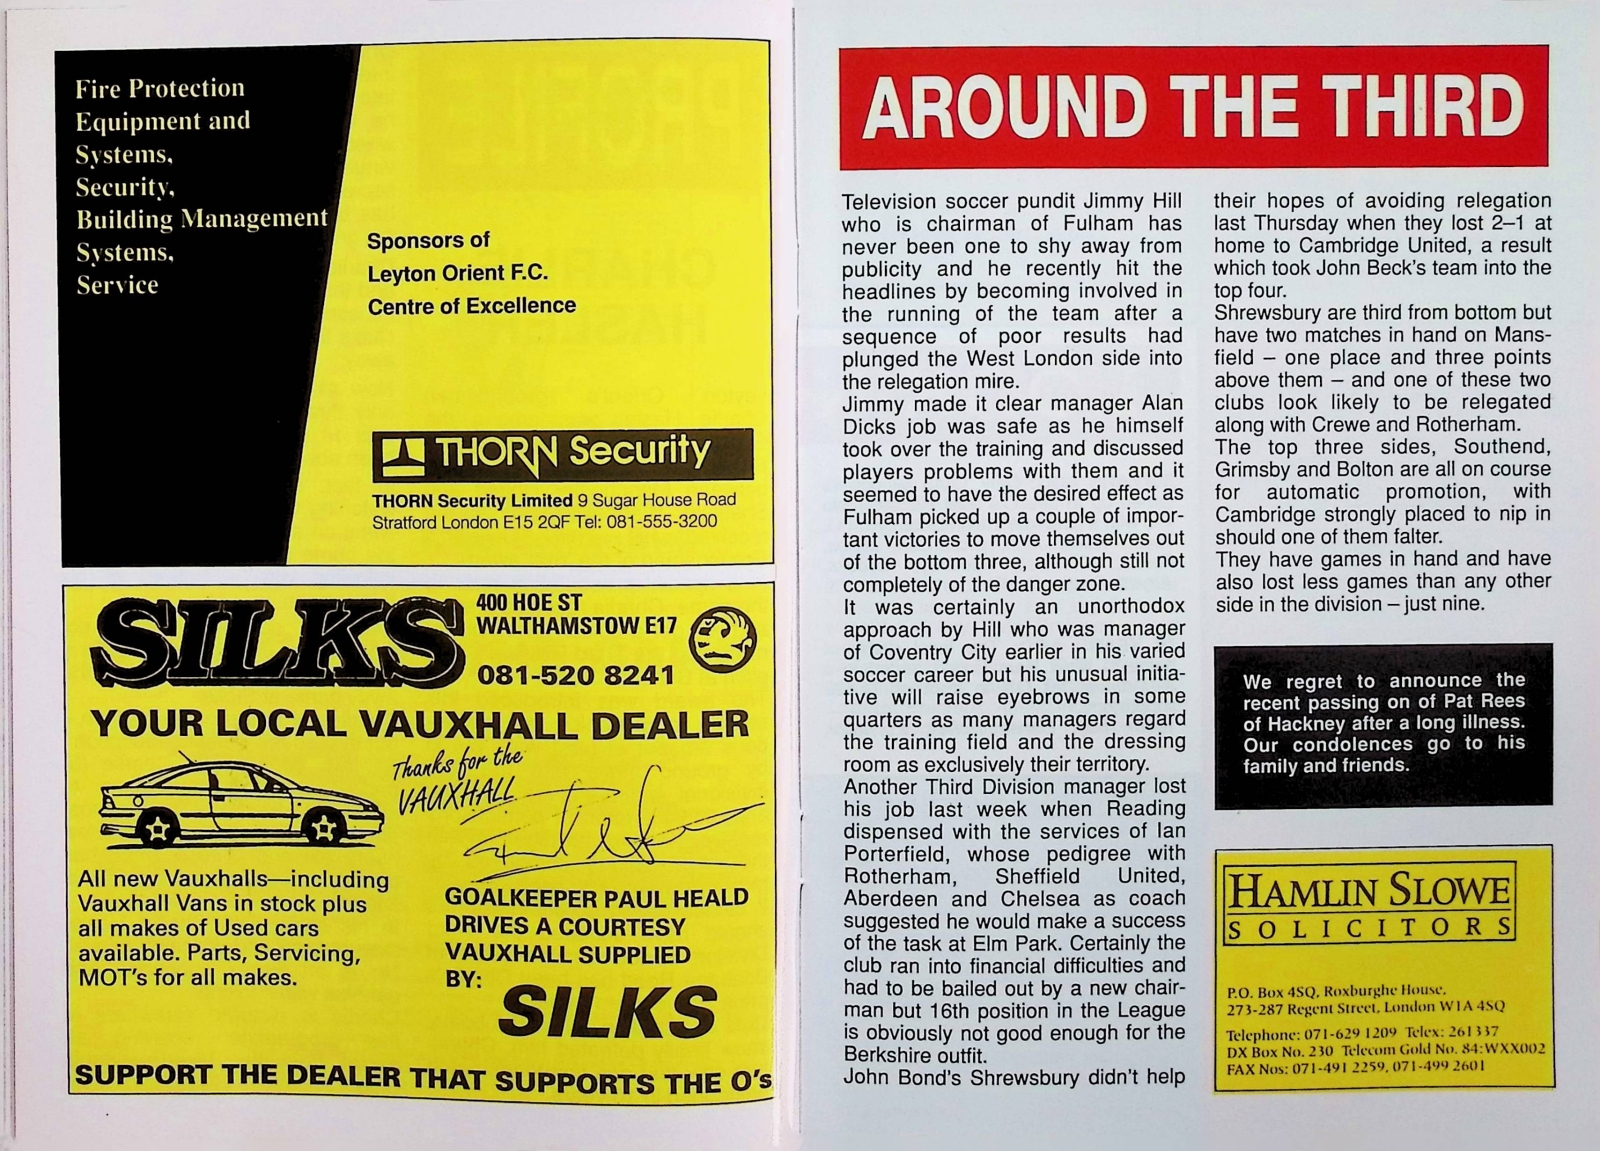 Fire Protection
Equipment and
Systems,
Security,
Building Management
Systems,
Service
Sponsors of
Leyton Orient F.C.
Centre of Excellence
THORN Security
THORN Security Limited 9 Sugar House Road
Stratford London E15 2QF Tel: 081-555-3200
SILKS
400 HOE ST
WALTHAMSTOW E17
081-520 8241
YOUR LOCAL VAUXHALL DEALER
Thanks for the
VAUXHALL
All new Vauxhalls—including
Vauxhall Vans in stock plus
all makes of Used cars
available. Parts, Servicing,
MOT's for all makes.
GOALKEEPER PAUL HEALD
DRIVES A COURTESY
VAUXHALL SUPPLIED
BY:
SILKS
SUPPORT THE DEALER THAT SUPPORTS THE O's
AROUND THE THIRD
Television soccer pundit Jimmy Hill
who is chairman of Fulham has
never been one to shy away from
publicity and he recently hit the
headlines by becoming involved in
the running of the team after a
sequence of poor results had
plunged the West London side into
the relegation mire.
Jimmy made it clear manager Alan
Dicks job was safe as he himself
took over the training and discussed
players problems with them and it
seemed to have the desired effect as
Fulham picked up a couple of impor-
tant victories to move themselves out
of the bottom three, although still not
completely of the danger zone.
It was certainly an unorthodox
approach by Hill who was manager
of Coventry City earlier in his varied
soccer career but his unusual initia-
tive will raise eyebrows in some
quarters as many managers regard
the training field and the dressing
room as exclusively their territory.
Another Third Division manager lost
his job last week when Reading
dispensed with the services of Ian
Porterfield, whose pedigree with
Rotherham, Sheffield United,
Aberdeen and Chelsea as coach
suggested he would make a success
of the task at Elm Park. Certainly the
club ran into financial difficulties and
had to be bailed out by a new chair-
man but 16th position in the League
is obviously not good enough for the
Berkshire outfit.
John Bond's Shrewsbury didn't help
their hopes of avoiding relegation
last Thursday when they lost 2–1 at
home to Cambridge United, a result
which took John Beck's team into the
top four.
Shrewsbury are third from bottom but
have two matches in hand on Mans-
field – one place and three points
above them – and one of these two
clubs look likely to be relegated
along with Crewe and Rotherham.
The top three sides, Southend,
Grimsby and Bolton are all on course
for automatic promotion, with
Cambridge strongly placed to nip in
should one of them falter.
They have games in hand and have
also lost less games than any other
side in the division – just nine.
We regret to announce the
recent passing on of Pat Rees
of Hackney after a long illness.
Our condolences go to his
family and friends.
HAMLIN SLOWE
SOLICITORS
P.O. Box 4SQ, Roxburghe House,
273-287 Regent Street, London W1A 4SQ
Telephone: 071-629 1209 Telex: 261337
DX Box No. 230 Telecom Gold No. 84:WXX002
FAX Nos: 071-491 2259, 071-499 2601